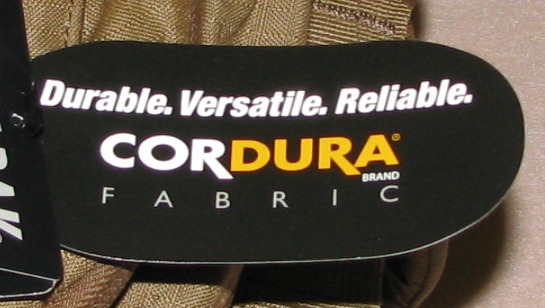 Durable. Versatile. Reliable.
CORDURA®
BRAND
FABRIC